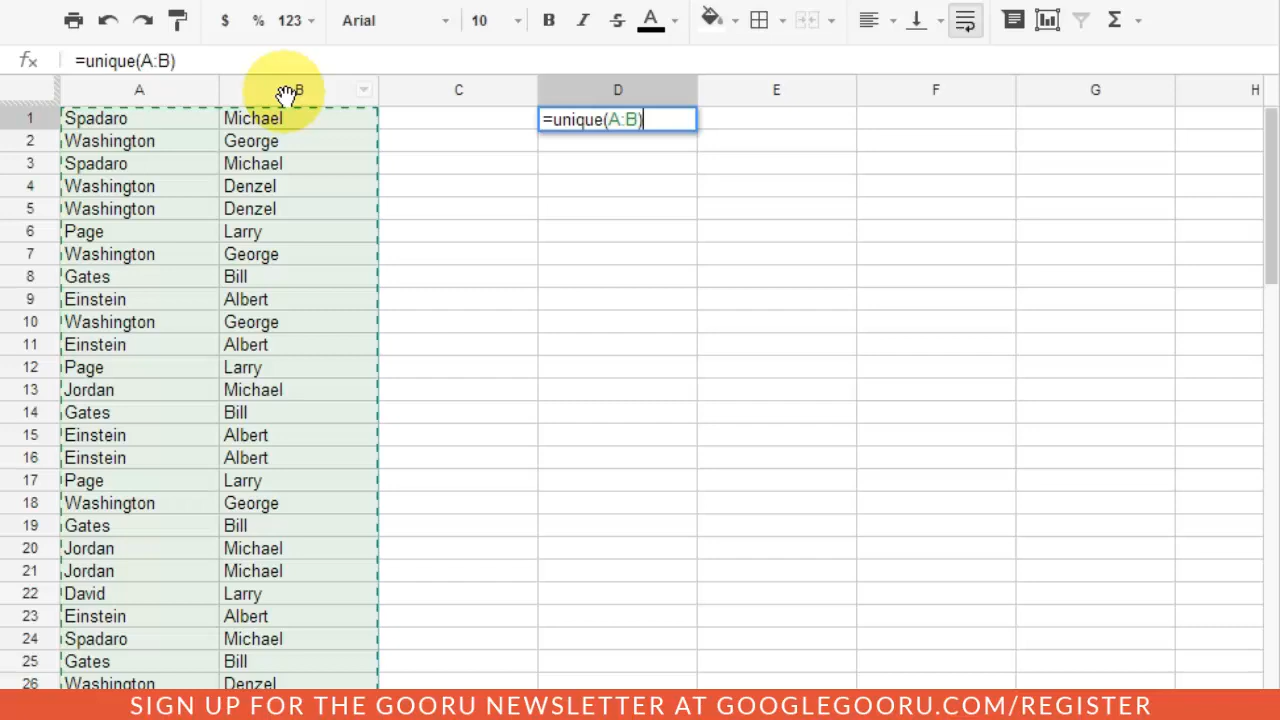 $ % 123 Arial 10 B I S A Σ
fx =unique(A:B)
A B C D E F G H
1 Spadaro Michael =unique(A:B)
2 Washington George
3 Spadaro Michael
4 Washington Denzel
5 Washington Denzel
6 Page Larry
7 Washington George
8 Gates Bill
9 Einstein Albert
10 Washington George
11 Einstein Albert
12 Page Larry
13 Jordan Michael
14 Gates Bill
15 Einstein Albert
16 Einstein Albert
17 Page Larry
18 Washington George
19 Gates Bill
20 Jordan Michael
21 Jordan Michael
22 David Larry
23 Einstein Albert
24 Spadaro Michael
25 Gates Bill
26 Washington Denzel
SIGN UP FOR THE GOORU NEWSLETTER AT GOOGLEGOORU.COM/REGISTER